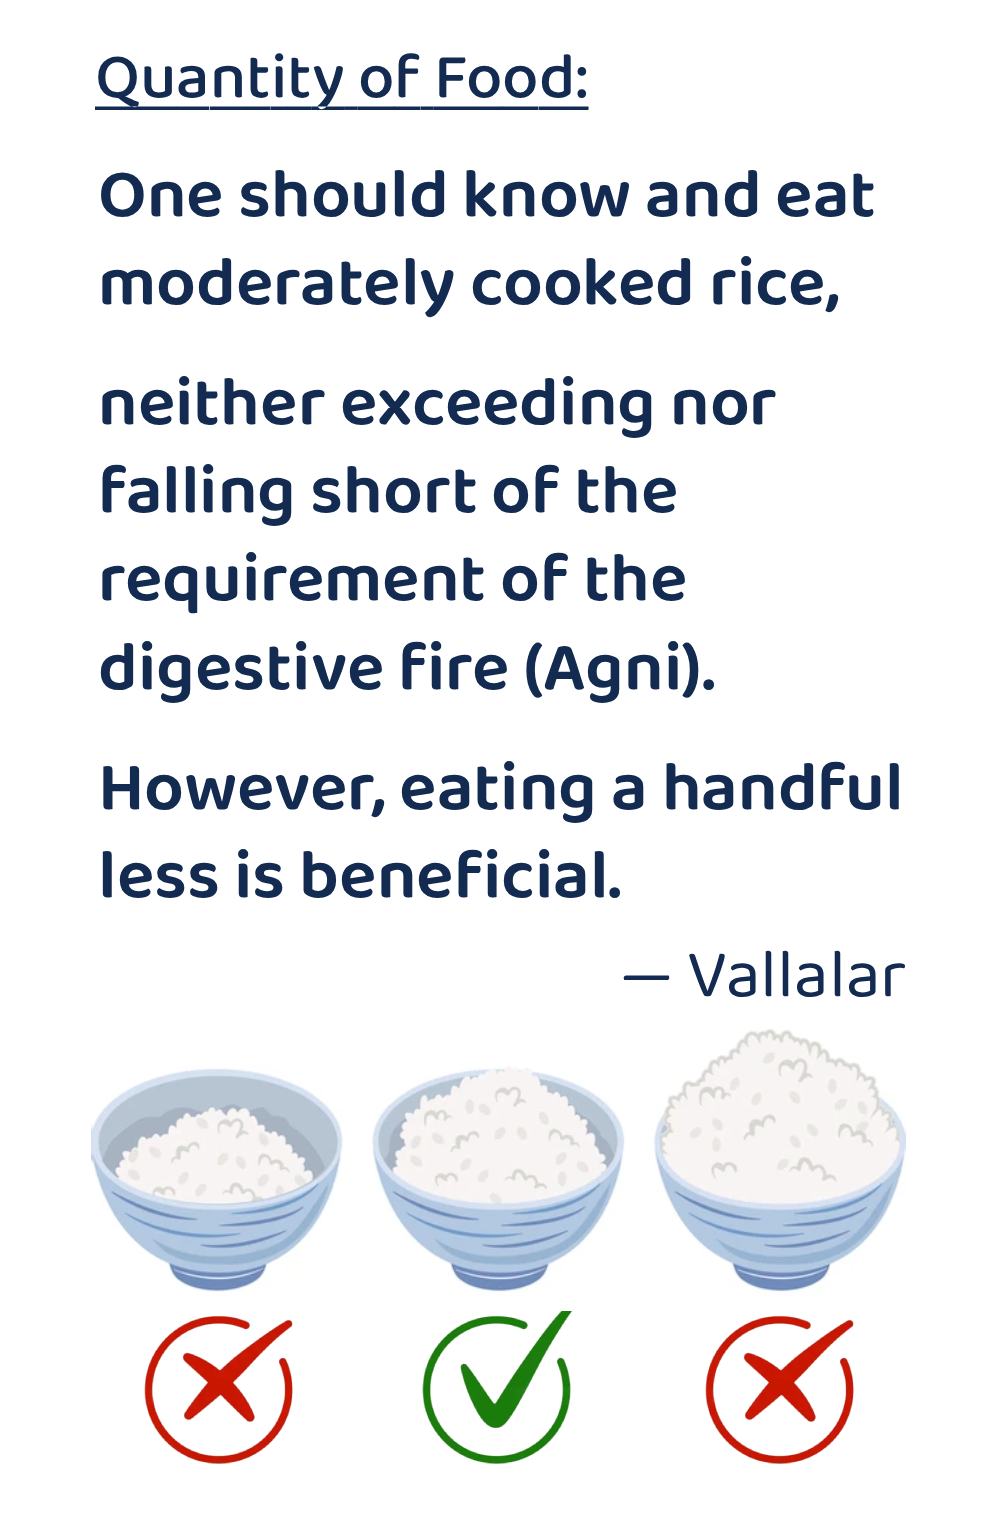 Quantity of Food:
One should know and eat
moderately cooked rice,
neither exceeding nor
falling short of the
requirement of the
digestive fire (Agni).
However, eating a handful
less is beneficial.
— Vallalar